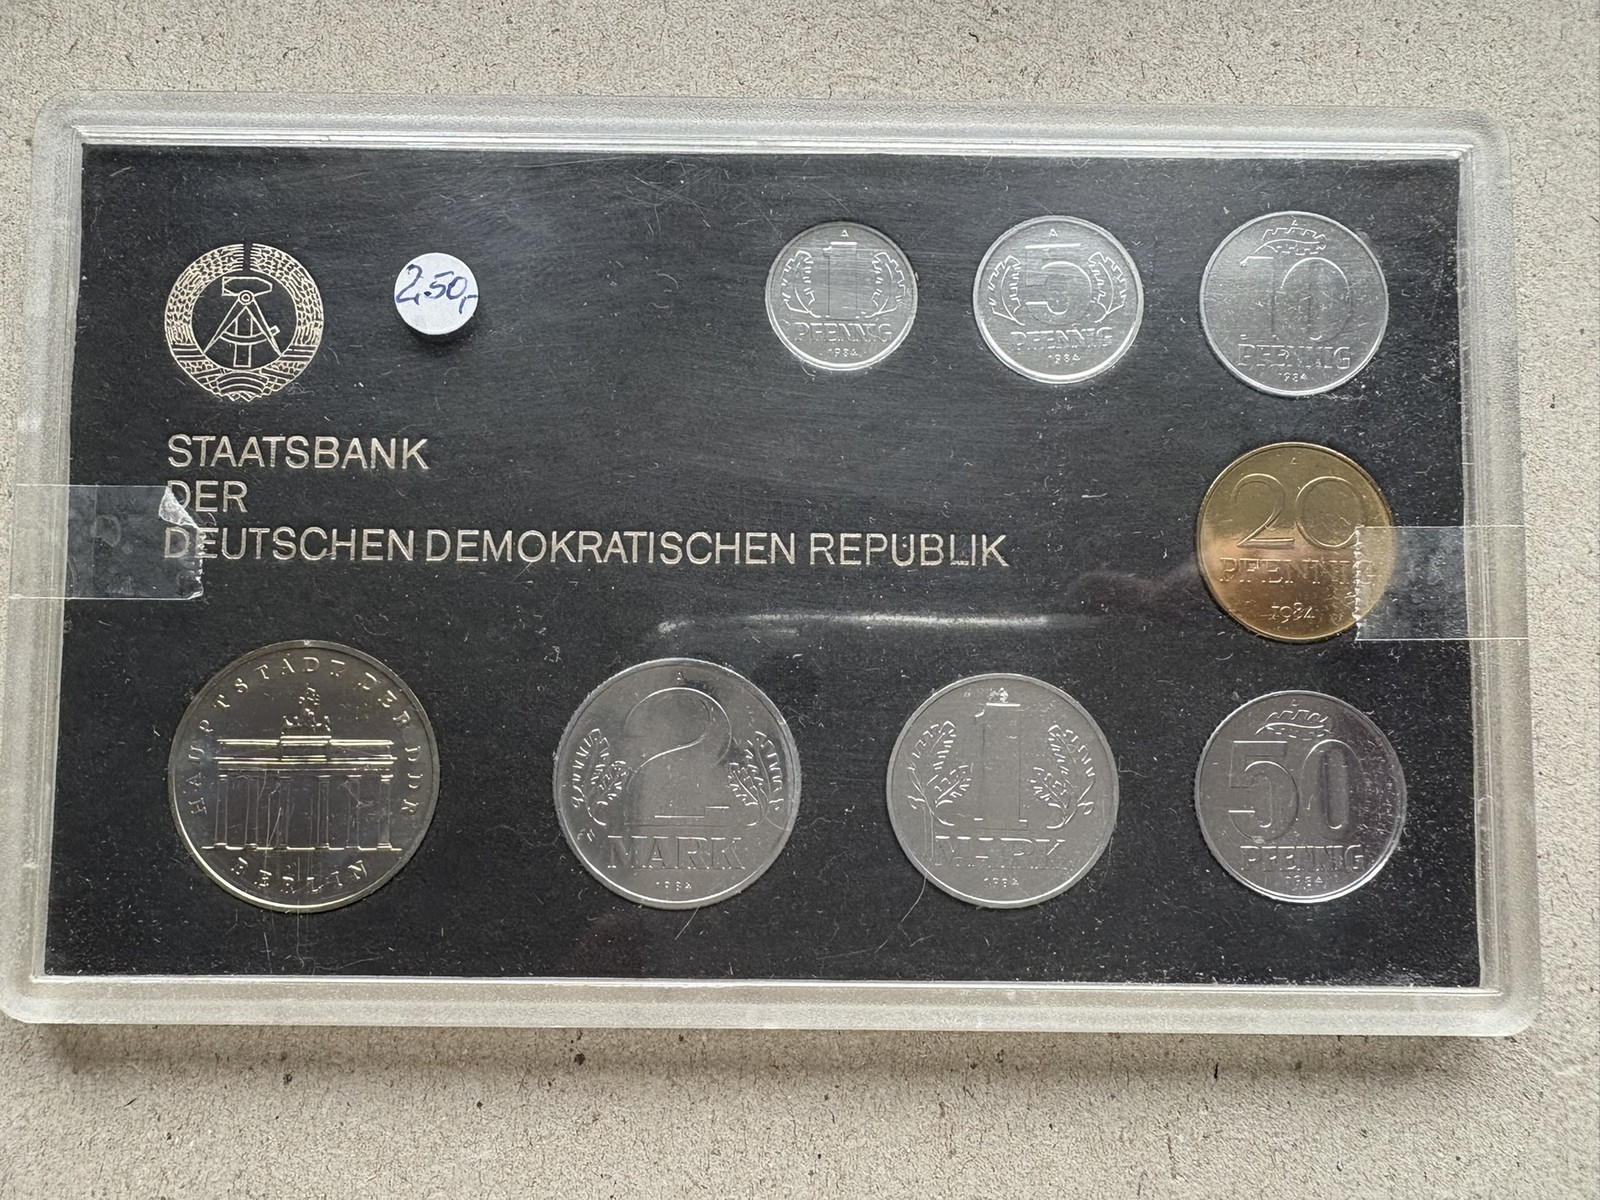 2,50,-
A
1
PFENNIG
1984
A
5
PFENNIG
1984
A
10
PFENNIG
1984
STAATSBANK
DER
DEUTSCHEN DEMOKRATISCHEN REPUBLIK
A
20
PFENNIG
1984
HAUPTSTADT DER DDR
BERLIN
A
2
MARK
1984
A
1
MARK
1984
A
50
PFENNIG
1984